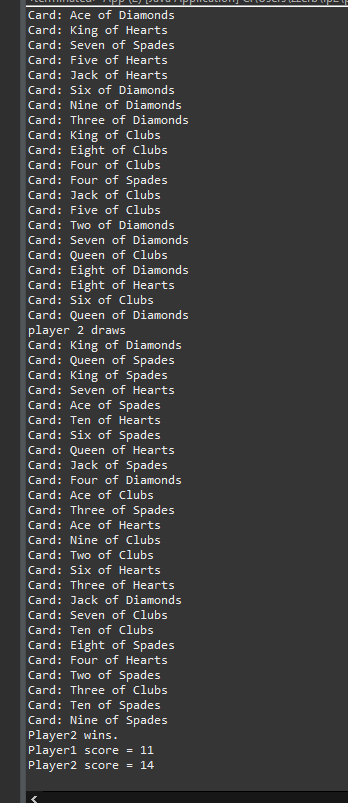 Card: Ace of Diamonds
Card: King of Hearts
Card: Seven of Spades
Card: Five of Hearts
Card: Jack of Hearts
Card: Six of Diamonds
Card: Nine of Diamonds
Card: Three of Diamonds
Card: King of Clubs
Card: Eight of Clubs
Card: Four of Clubs
Card: Four of Spades
Card: Jack of Clubs
Card: Five of Clubs
Card: Two of Diamonds
Card: Seven of Diamonds
Card: Queen of Clubs
Card: Eight of Diamonds
Card: Eight of Hearts
Card: Six of Clubs
Card: Queen of Diamonds
player 2 draws
Card: King of Diamonds
Card: Queen of Spades
Card: King of Spades
Card: Seven of Hearts
Card: Ace of Spades
Card: Ten of Hearts
Card: Six of Spades
Card: Queen of Hearts
Card: Jack of Spades
Card: Four of Diamonds
Card: Ace of Clubs
Card: Three of Spades
Card: Ace of Hearts
Card: Nine of Clubs
Card: Two of Clubs
Card: Six of Hearts
Card: Three of Hearts
Card: Jack of Diamonds
Card: Seven of Clubs
Card: Ten of Clubs
Card: Eight of Spades
Card: Four of Hearts
Card: Two of Spades
Card: Three of Clubs
Card: Ten of Spades
Card: Nine of Spades
Player2 wins.
Player1 score = 11
Player2 score = 14